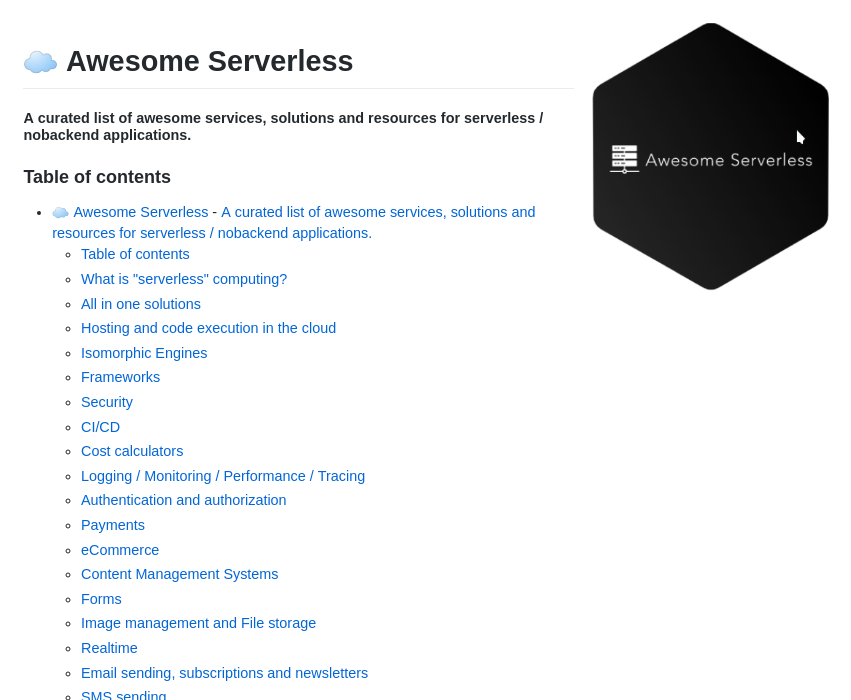 Awesome Serverless
A curated list of awesome services, solutions and resources for serverless /
nobackend applications.
Awesome Serverless
Table of contents
Awesome Serverless - A curated list of awesome services, solutions and
resources for serverless / nobackend applications.
Table of contents
What is "serverless" computing?
All in one solutions
Hosting and code execution in the cloud
Isomorphic Engines
Frameworks
Security
CI/CD
Cost calculators
Logging / Monitoring / Performance / Tracing
Authentication and authorization
Payments
eCommerce
Content Management Systems
Forms
Image management and File storage
Realtime
Email sending, subscriptions and newsletters
SMS sending